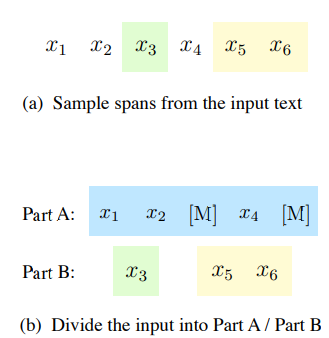 x₁ x₂ x₃ x₄ x₅ x₆
(a) Sample spans from the input text
Part A: x₁ x₂ [M] x₄ [M]
Part B: x₃ x₅ x₆
(b) Divide the input into Part A / Part B